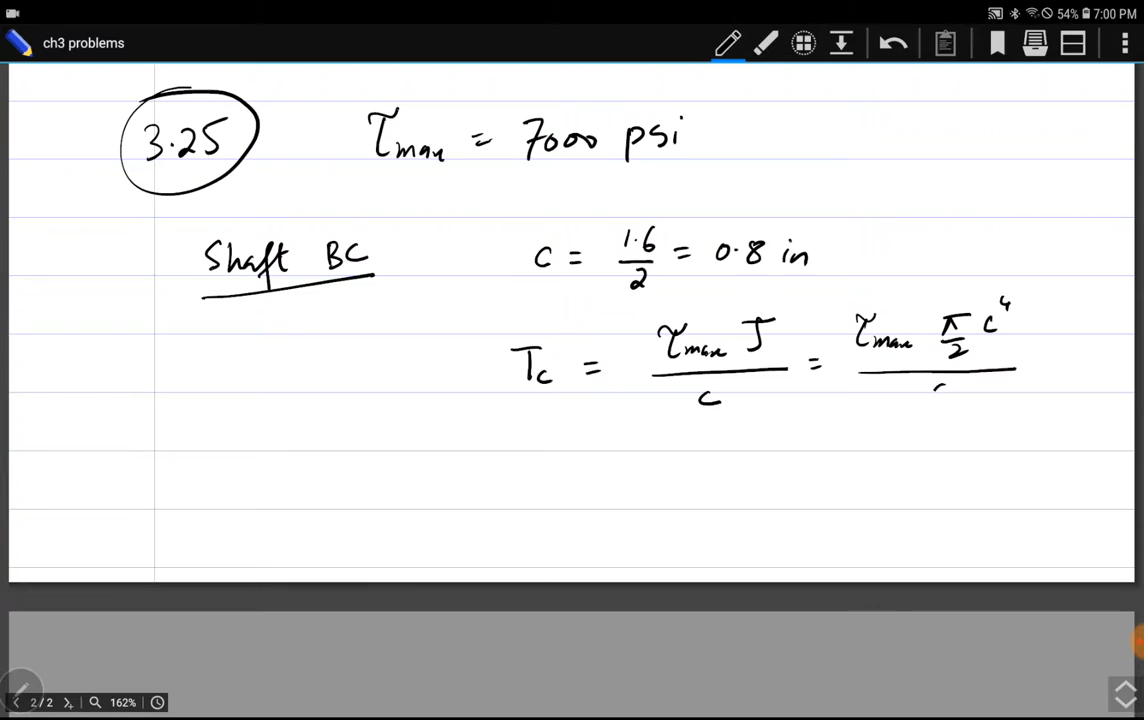 54% 7:00 PM
ch3 problems
3.25 τmax = 7000 psi
Shaft BC c = 1.6/2 = 0.8 in
Tc = τmax J / c = τmax π/2 c⁴
2/2 162%